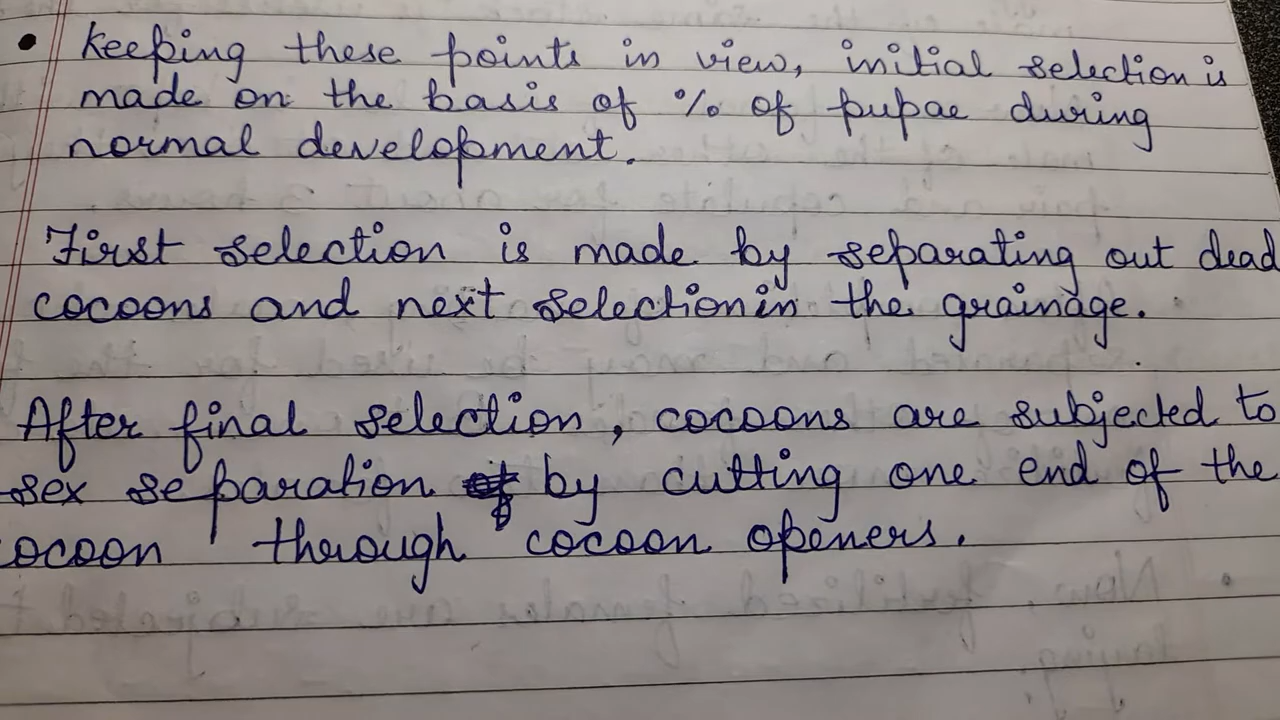 • Keeping these points in view, initial selection is
made on the basis of % of pupae during
normal development.
First selection is made by separating out dead
cocoons and next selection in the grainage.
After final selection, cocoons are subjected to
sex separation by cutting one end of the
ocoon through cocoon openers.